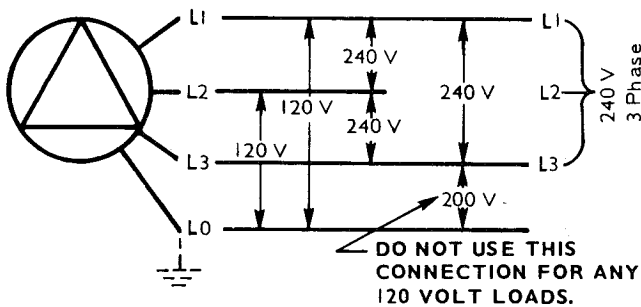 L1
L1
240 V
L2
120 V
240 V
L2
240 V
3 Phase
240 V
120 V
L3
L3
200 V
L0
DO NOT USE THIS
CONNECTION FOR ANY
120 VOLT LOADS.